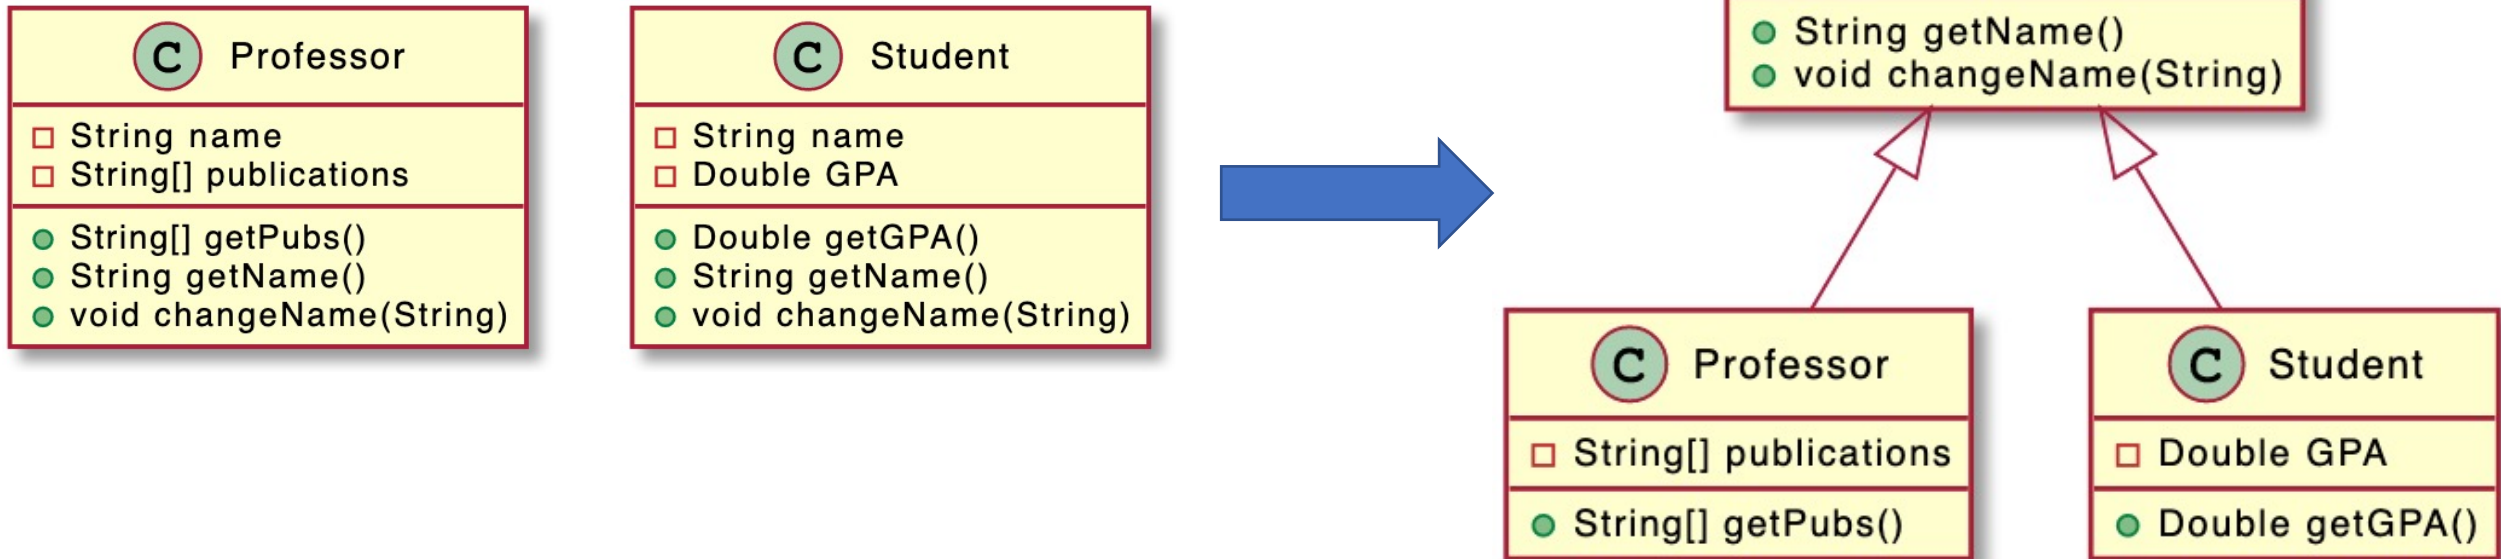 C Professor
String name
String[] publications
String[] getPubs()
String getName()
void changeName(String)
C Student
String name
Double GPA
Double getGPA()
String getName()
void changeName(String)
String getName()
void changeName(String)
C Professor
String[] publications
String[] getPubs()
C Student
Double GPA
Double getGPA()